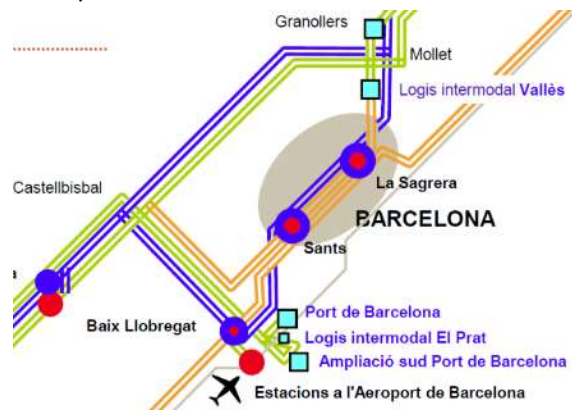 Granollers
Mollet
Logis intermodal Vallès
Castellbisbal
La Sagrera
BARCELONA
Sants
a
Port de Barcelona
Baix Llobregat
Logis intermodal El Prat
Ampliació sud Port de Barcelona
Estacions a l'Aeroport de Barcelona